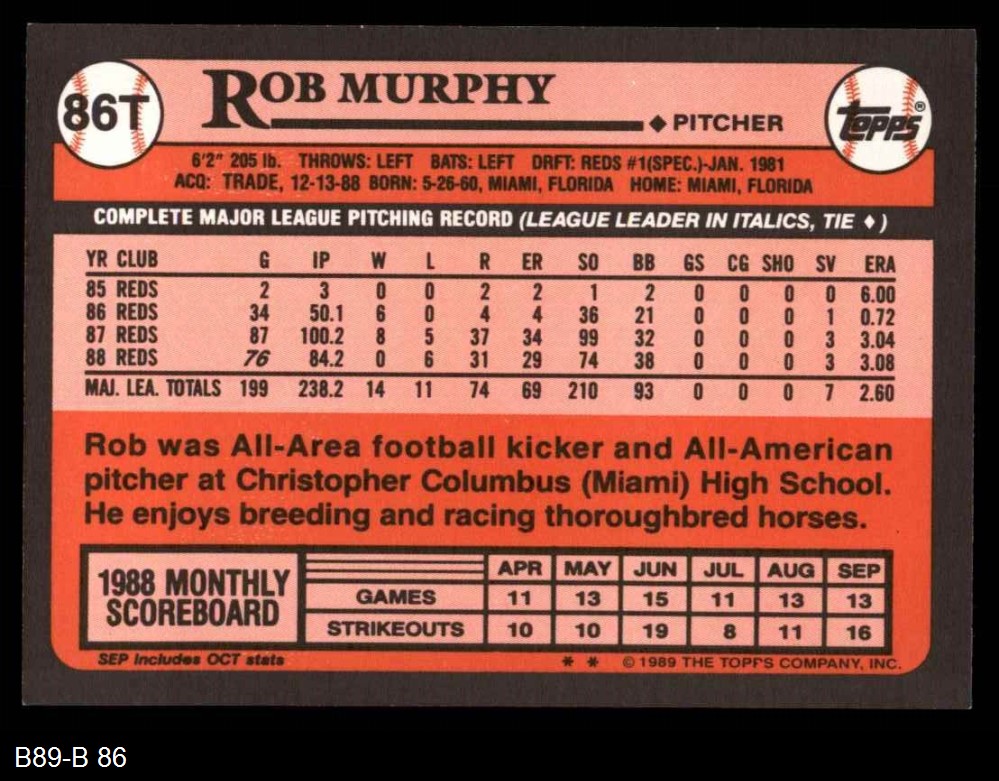 86T
ROB MURPHY
◆ PITCHER
TOPPS®
6'2" 205 lb. THROWS: LEFT BATS: LEFT DRFT: REDS #1(SPEC.)-JAN. 1981
ACQ: TRADE, 12-13-88 BORN: 5-26-60, MIAMI, FLORIDA HOME: MIAMI, FLORIDA
COMPLETE MAJOR LEAGUE PITCHING RECORD (LEAGUE LEADER IN ITALICS, TIE ♦)
YR CLUB G IP W L R ER SO BB GS CG SHO SV ERA
85 REDS 2 3 0 0 2 2 1 2 0 0 0 0 6.00
86 REDS 34 50.1 6 0 4 4 36 21 0 0 0 1 0.72
87 REDS 87 100.2 8 5 37 34 99 32 0 0 0 3 3.04
88 REDS 76 84.2 0 6 31 29 74 38 0 0 0 3 3.08
MAJ. LEA. TOTALS 199 238.2 14 11 74 69 210 93 0 0 0 7 2.60
Rob was All-Area football kicker and All-American
pitcher at Christopher Columbus (Miami) High School.
He enjoys breeding and racing thoroughbred horses.
1988 MONTHLY
SCOREBOARD
APR MAY JUN JUL AUG SEP
GAMES 11 13 15 11 13 13
STRIKEOUTS 10 10 19 8 11 16
SEP includes OCT stats
* * © 1989 THE TOPPS COMPANY, INC.
B89-B 86